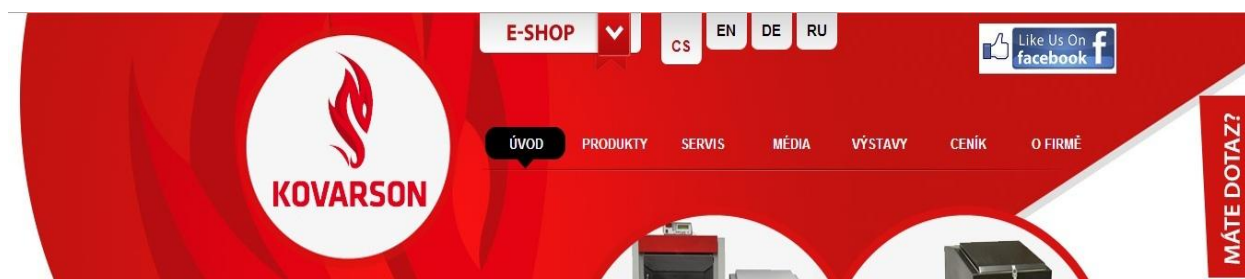 E-SHOP
CS
EN
DE
RU
Like Us On
facebook
f
ÚVOD
PRODUKTY
SERVIS
MÉDIA
VÝSTAVY
CENÍK
O FIRMĚ
KOVARSON
MÁTE DOTAZ?